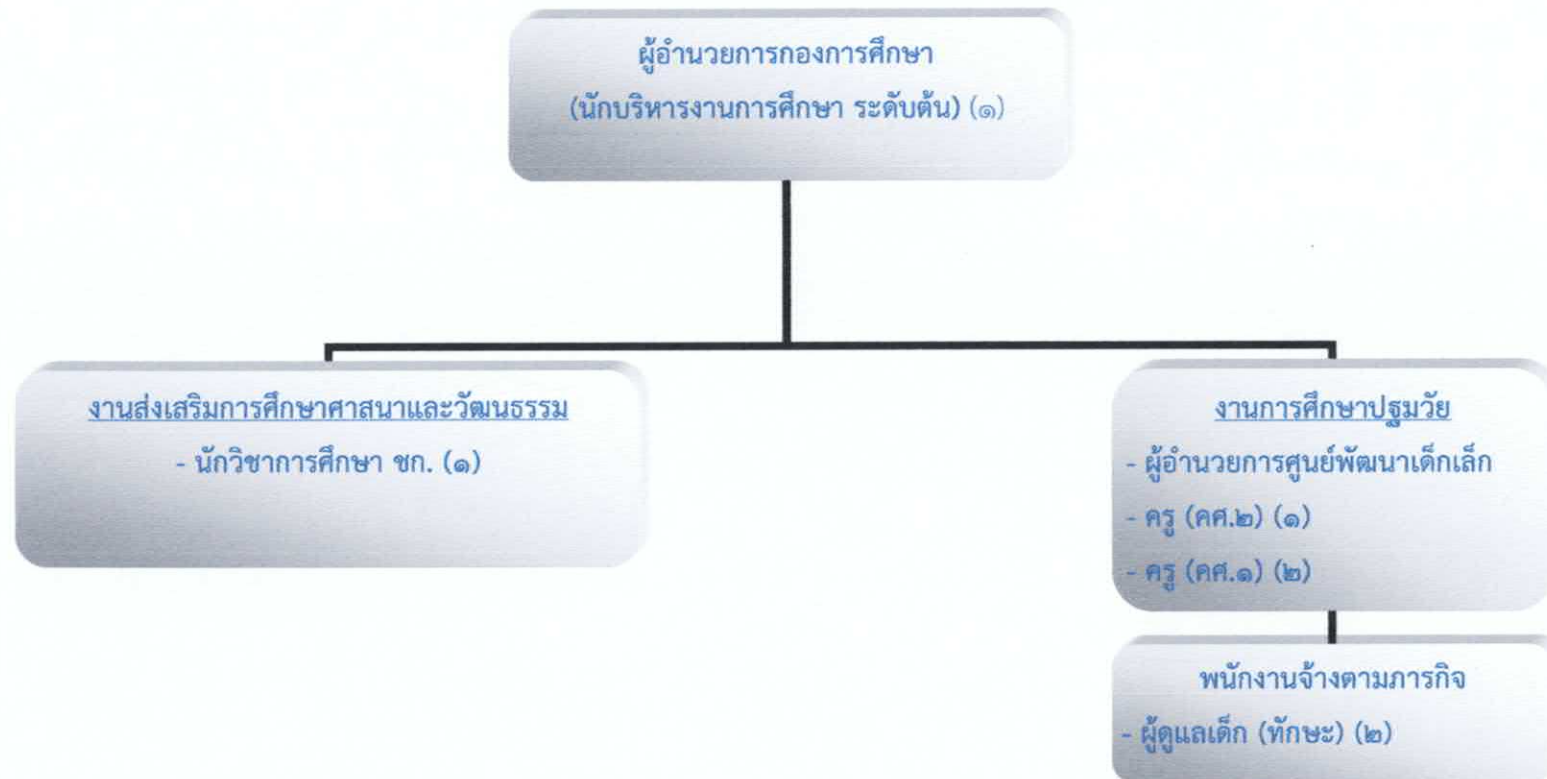 ผู้อำนวยการกองการศึกษา
(นักบริหารงานการศึกษา ระดับต้น) (๑)
งานส่งเสริมการศึกษาศาสนาและวัฒนธรรม
- นักวิชาการศึกษา ชก. (๑)
งานการศึกษาปฐมวัย
- ผู้อำนวยการศูนย์พัฒนาเด็กเล็ก
- ครู (คศ.๒) (๑)
- ครู (คศ.๑) (๒)
พนักงานจ้างตามภารกิจ
- ผู้ดูแลเด็ก (ทักษะ) (๒)